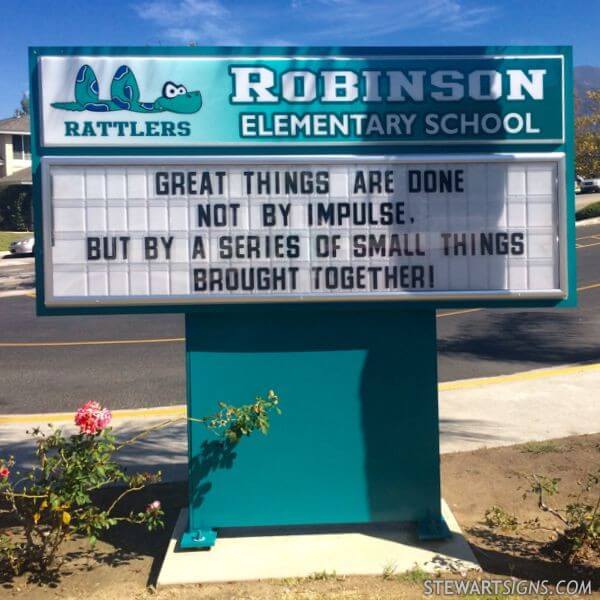 ROBINSON
RATTLERS
ELEMENTARY SCHOOL
GREAT THINGS ARE DONE
NOT BY IMPULSE,
BUT BY A SERIES OF SMALL THINGS
BROUGHT TOGETHER!
STEWARTSIGNS.COM